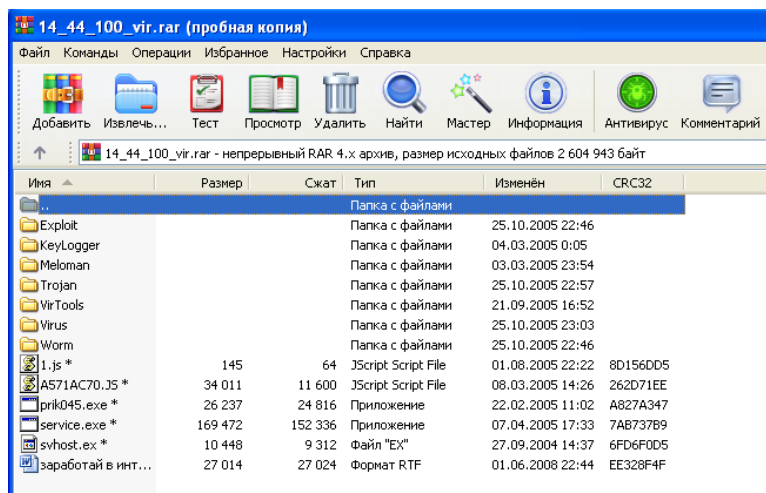 14_44_100_vir.rar (пробная копия)
Файл Команды Операции Избранное Настройки Справка
Добавить Извлечь... Тест Просмотр Удалить Найти Мастер Информация Антивирус Комментарий
14_44_100_vir.rar - непрерывный RAR 4.x архив, размер исходных файлов 2 604 943 байт
Имя Размер Сжат Тип Изменён CRC32
.. Папка с файлами
Exploit Папка с файлами 25.10.2005 22:46
KeyLogger Папка с файлами 04.03.2005 0:05
Meloman Папка с файлами 03.03.2005 23:54
Trojan Папка с файлами 25.10.2005 22:57
VirTools Папка с файлами 21.09.2005 16:52
Virus Папка с файлами 25.10.2005 23:03
Worm Папка с файлами 25.10.2005 22:46
1.js * 145 64 JScript Script File 01.08.2005 22:22 8D156DD5
A571AC70.JS * 34 011 11 600 JScript Script File 08.03.2005 14:26 262D71EE
prik045.exe * 26 237 24 816 Приложение 22.02.2005 11:02 A827A347
service.exe * 169 472 152 336 Приложение 07.04.2005 17:33 7AB737B9
svhost.ex * 10 448 9 312 Файл "EX" 27.09.2004 14:37 6FD6F0D5
заработай в инт... 27 014 27 024 Формат RTF 01.06.2008 22:44 EE328F4F